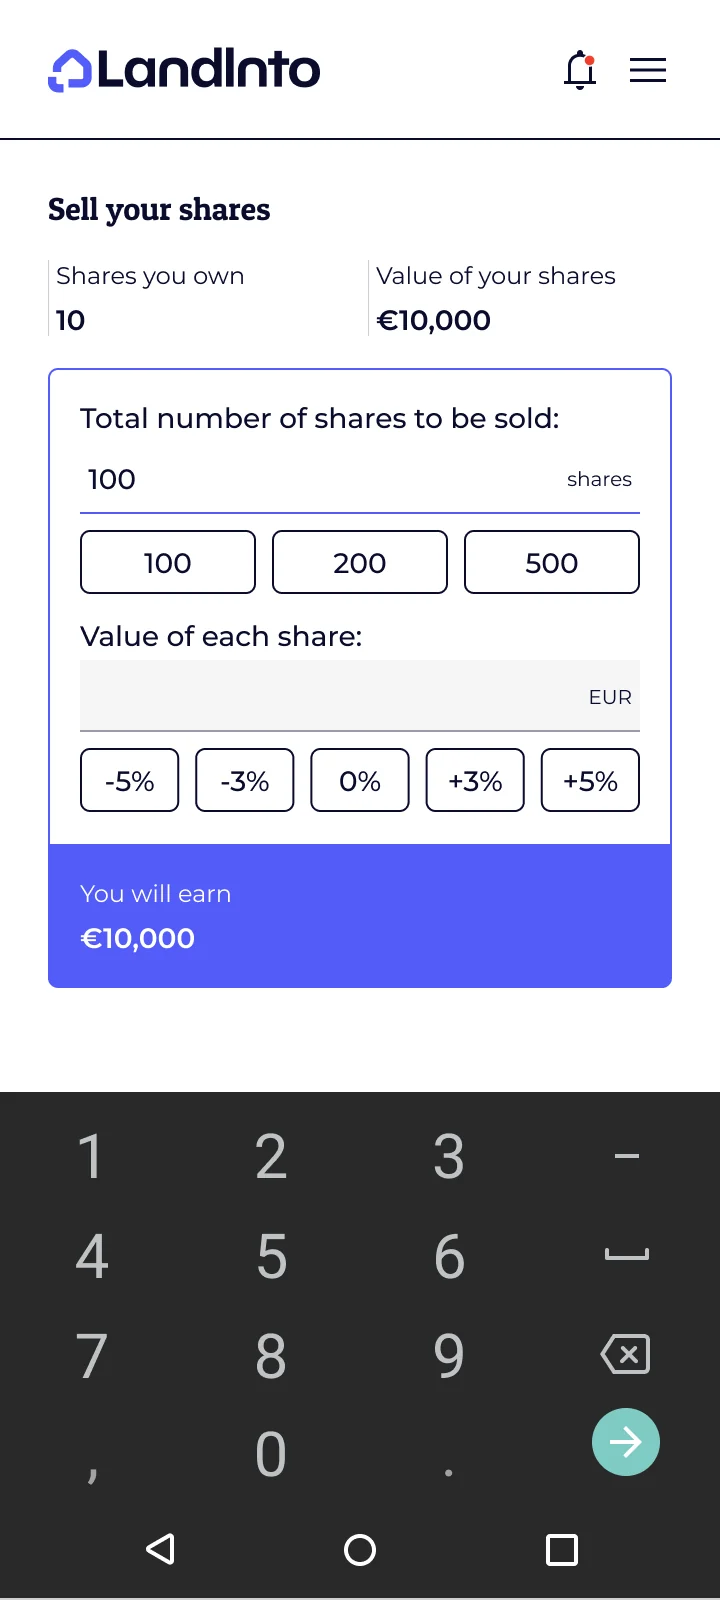 LandInto
Sell your shares
Shares you own
10
Value of your shares
€10,000
Total number of shares to be sold:
100 shares
100 200 500
Value of each share:
EUR
-5% -3% 0% +3% +5%
You will earn
€10,000
1 2 3 –
4 5 6
7 8 9
, 0 .